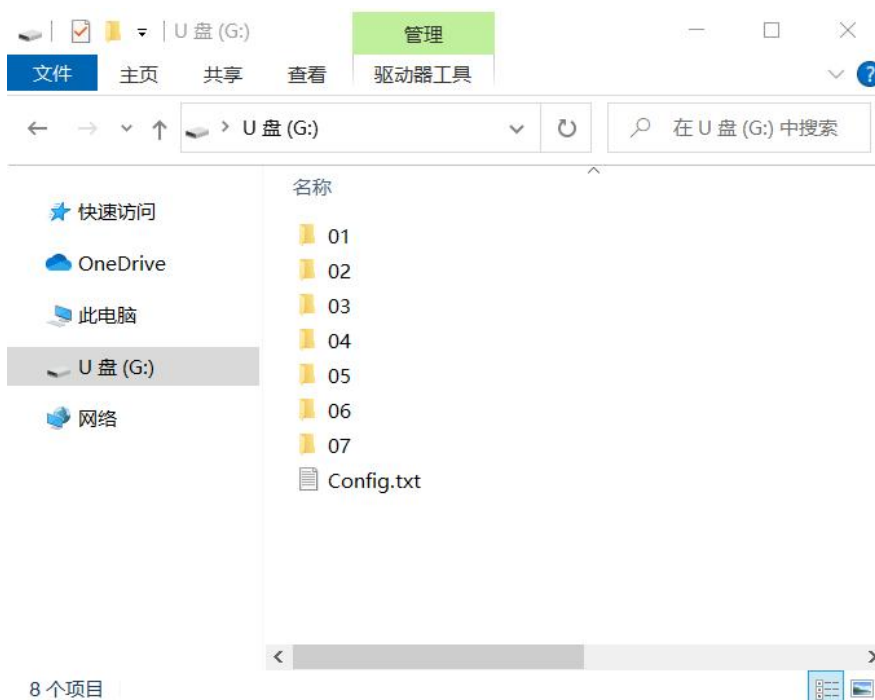 U 盘 (G:)
管理
文件 主页 共享 查看 驱动器工具
U 盘 (G:)
在 U 盘 (G:) 中搜索
名称
快速访问
OneDrive
此电脑
U 盘 (G:)
网络
01
02
03
04
05
06
07
Config.txt
8 个项目